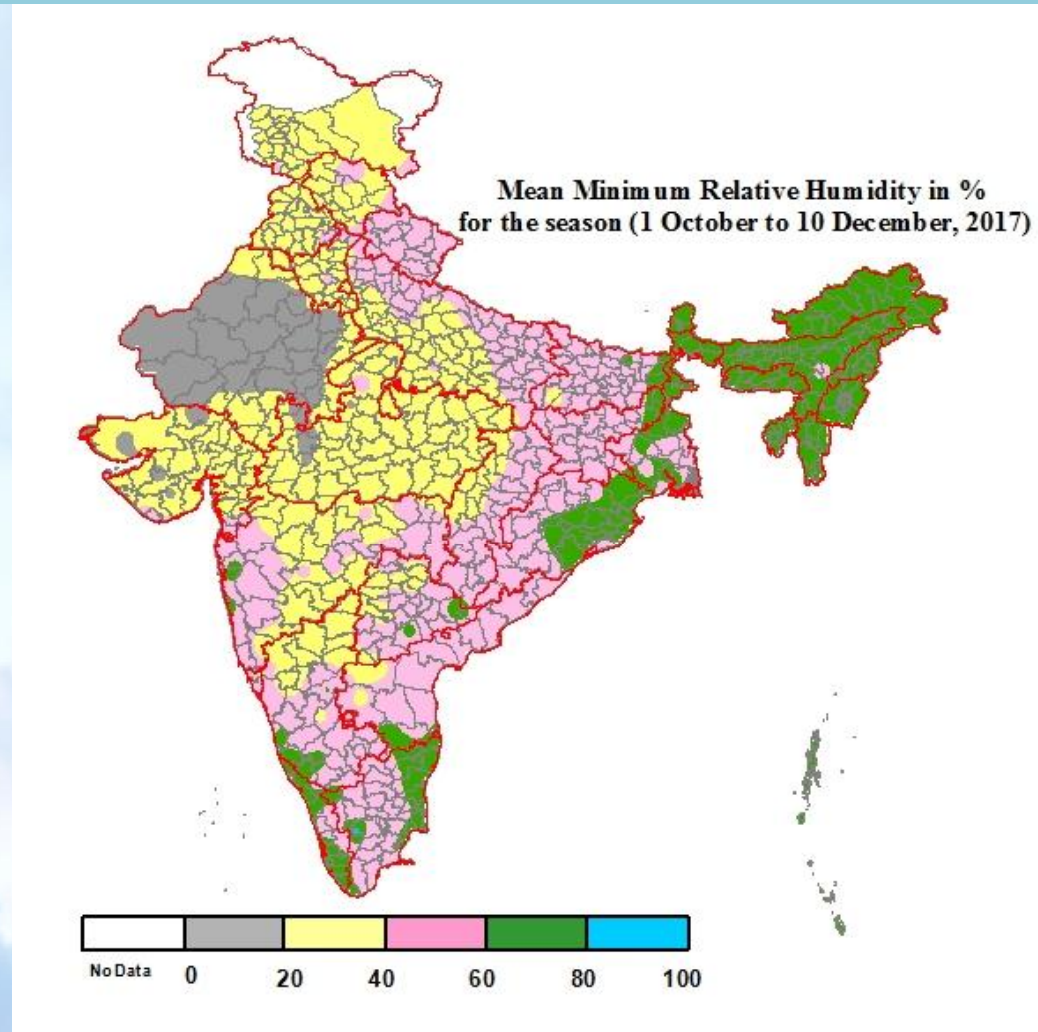 Mean Minimum Relative Humidity in %
for the season (1 October to 10 December, 2017)
No Data 0 20 40 60 80 100